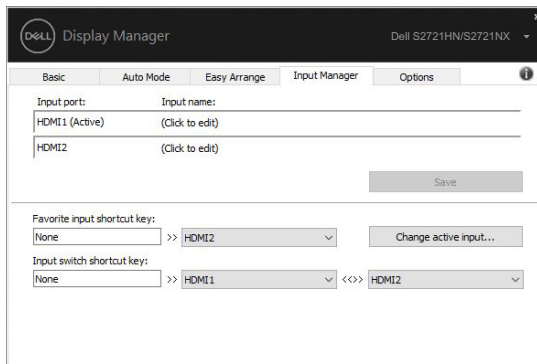 DELL Display Manager Dell S2721HN/S2721NX
Basic Auto Mode Easy Arrange Input Manager Options
Input port: Input name:
HDMI1 (Active) (Click to edit)
HDMI2 (Click to edit)
Save
Favorite input shortcut key:
None >> HDMI2 Change active input...
Input switch shortcut key:
None >> HDMI1 <<>> HDMI2